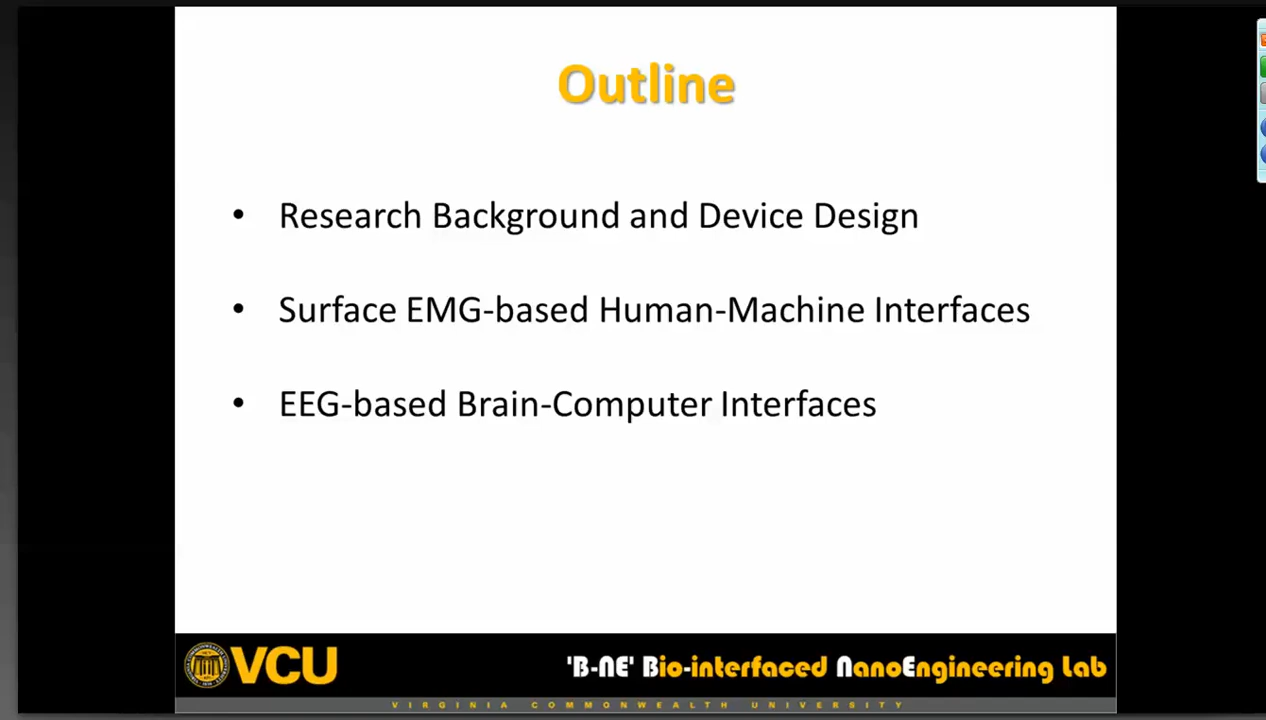 Outline
• Research Background and Device Design
• Surface EMG-based Human-Machine Interfaces
• EEG-based Brain-Computer Interfaces
VCU
'B-NE' Bio-interfaced NanoEngineering Lab
VIRGINIA COMMONWEALTH UNIVERSITY